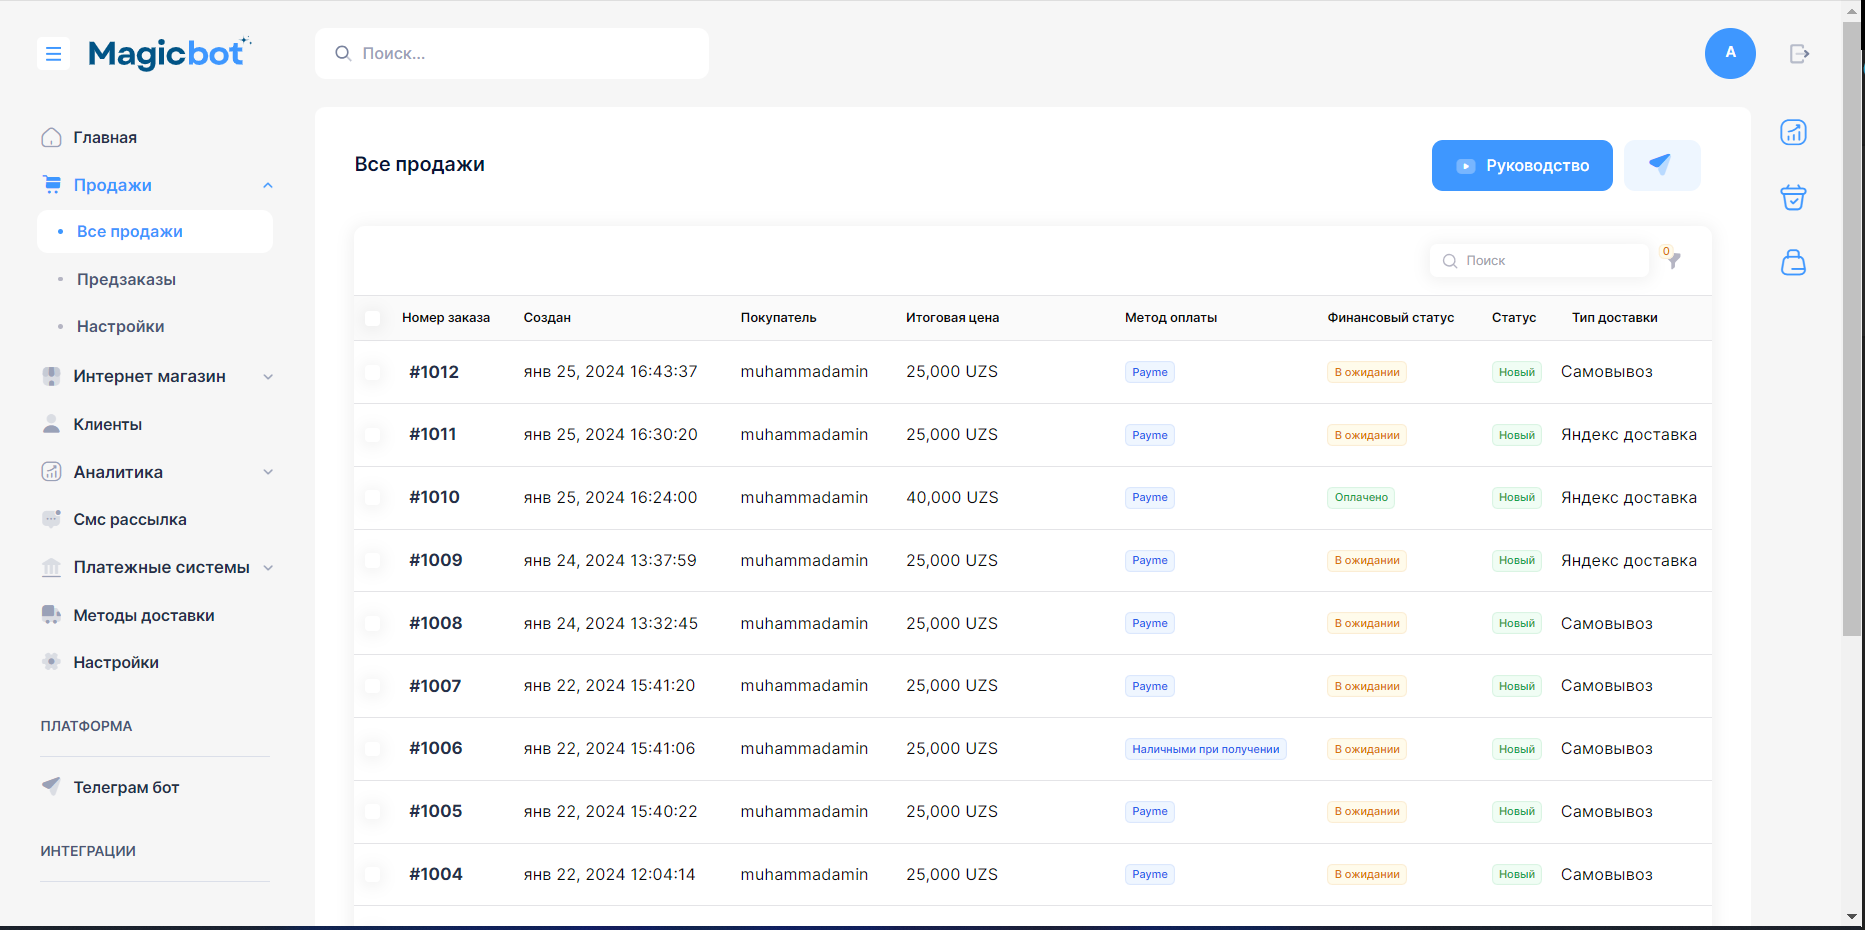 Magicbot
Поиск...
A
Главная
Продажи
Все продажи
Предзаказы
Настройки
Интернет магазин
Клиенты
Аналитика
Смс рассылка
Платежные системы
Методы доставки
Настройки
ПЛАТФОРМА
Телеграм бот
ИНТЕГРАЦИИ
Все продажи
Руководство
Поиск
0
Номер заказа Создан Покупатель Итоговая цена Метод оплаты Финансовый статус Статус Тип доставки
#1012 янв 25, 2024 16:43:37 muhammadamin 25,000 UZS Payme В ожидании Новый Самовывоз
#1011 янв 25, 2024 16:30:20 muhammadamin 25,000 UZS Payme В ожидании Новый Яндекс доставка
#1010 янв 25, 2024 16:24:00 muhammadamin 40,000 UZS Payme Оплачено Новый Яндекс доставка
#1009 янв 24, 2024 13:37:59 muhammadamin 25,000 UZS Payme В ожидании Новый Яндекс доставка
#1008 янв 24, 2024 13:32:45 muhammadamin 25,000 UZS Payme В ожидании Новый Самовывоз
#1007 янв 22, 2024 15:41:20 muhammadamin 25,000 UZS Payme В ожидании Новый Самовывоз
#1006 янв 22, 2024 15:41:06 muhammadamin 25,000 UZS Наличными при получении В ожидании Новый Самовывоз
#1005 янв 22, 2024 15:40:22 muhammadamin 25,000 UZS Payme В ожидании Новый Самовывоз
#1004 янв 22, 2024 12:04:14 muhammadamin 25,000 UZS Payme В ожидании Новый Самовывоз